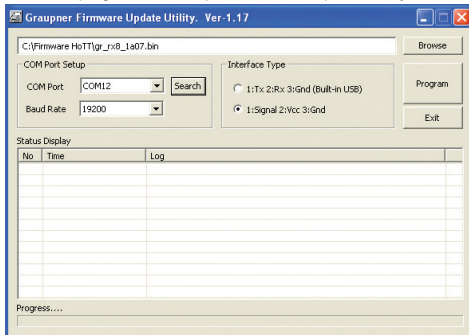 Graupner Firmware Update Utility. Ver-1.17
C:\Firmware HoTT\gr_rx8_1a07.bin
Browse
COM Port Setup
Interface Type
COM Port
COM12
Search
1:Tx 2:Rx 3:Gnd (Built-in USB)
Program
Baud Rate
19200
1:Signal 2:Vcc 3:Gnd
Exit
Status Display
No Time Log
Progress....